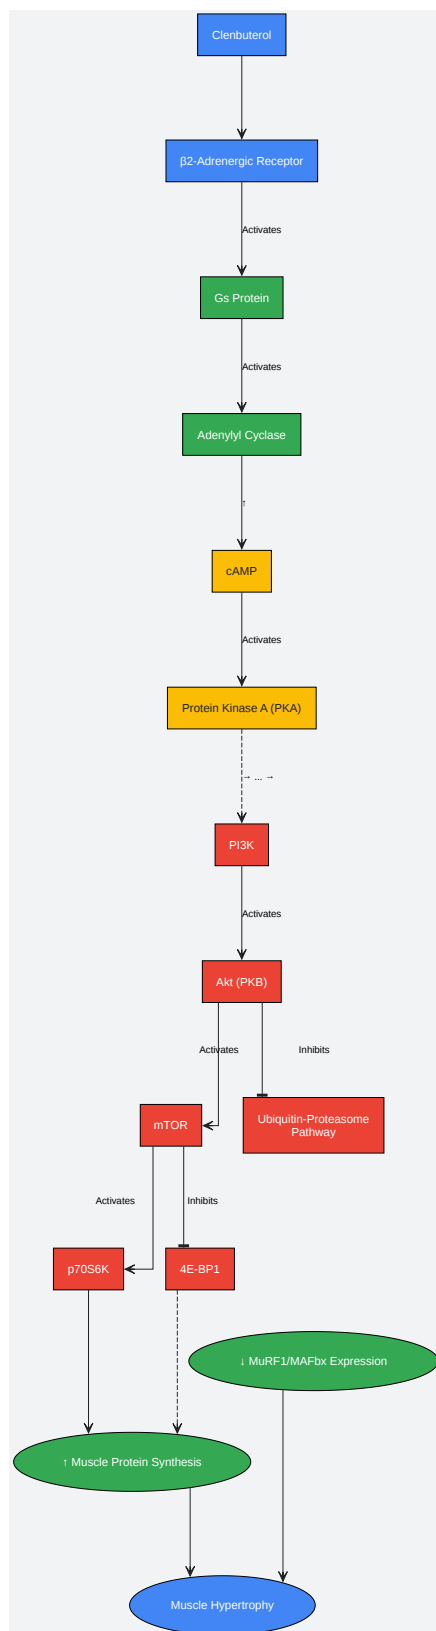 Clenbuterol
β2-Adrenergic Receptor
Activates
Gs Protein
Activates
Adenylyl Cyclase
↑
cAMP
Activates
Protein Kinase A (PKA)
→ ... →
PI3K
Activates
Akt (PKB)
Activates
Inhibits
mTOR
Ubiquitin-Proteasome
Pathway
Activates
Inhibits
p70S6K
4E-BP1
↓ MuRF1/MAFbx Expression
↑ Muscle Protein Synthesis
Muscle Hypertrophy